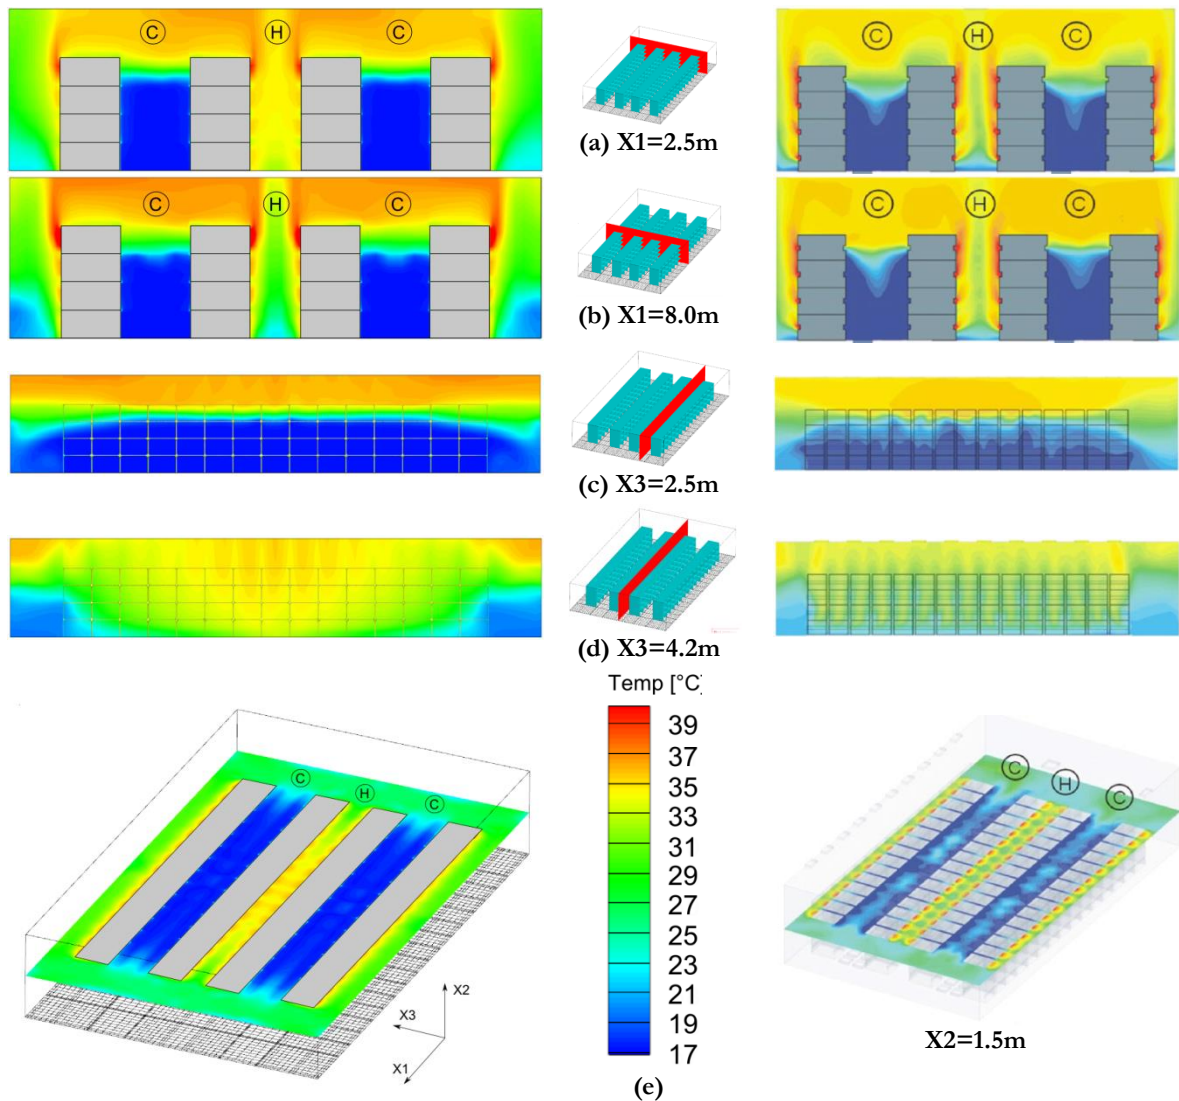 C H C
C H C
(a) X1=2.5m
C H C
C H C
(b) X1=8.0m
(c) X3=2.5m
(d) X3=4.2m
Temp [°C]
39
37
35
33
31
29
27
25
23
21
19
17
C
H
C
X2
X3
X1
C
H
C
X2=1.5m
(e)